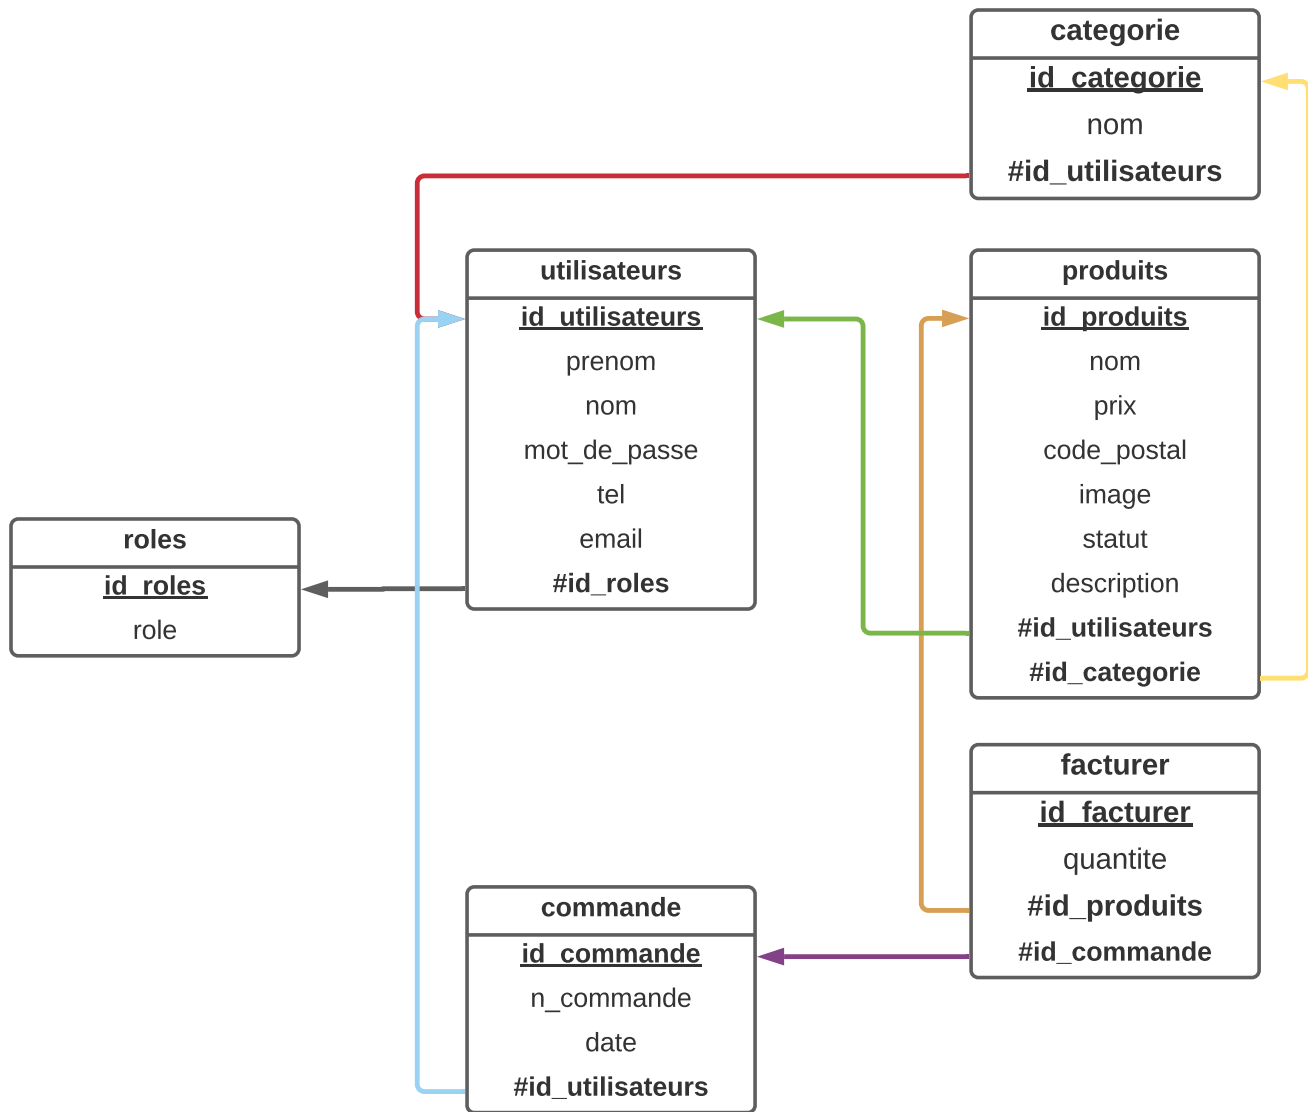 categorie
id_categorie
nom
#id_utilisateurs
utilisateurs
id_utilisateurs
prenom
nom
mot_de_passe
tel
email
#id_roles
produits
id_produits
nom
prix
code_postal
image
statut
description
#id_utilisateurs
#id_categorie
roles
id_roles
role
facturer
id_facturer
quantite
#id_produits
#id_commande
commande
id_commande
n_commande
date
#id_utilisateurs